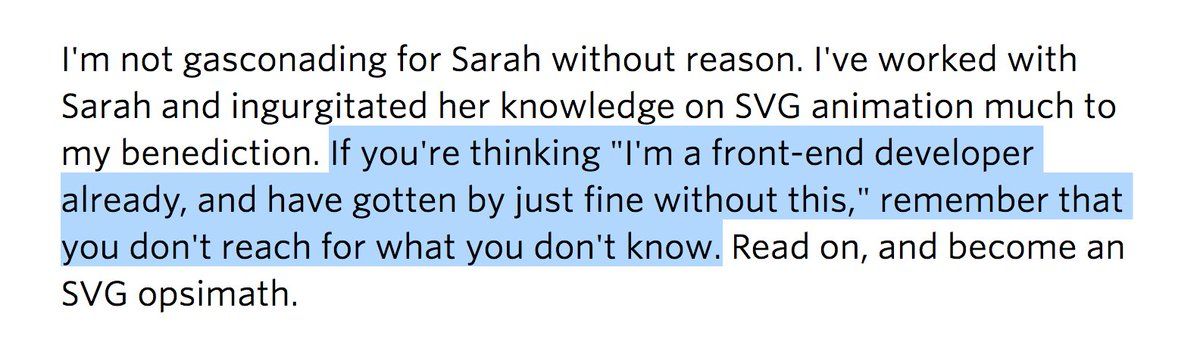 I'm not gasconading for Sarah without reason. I've worked with
Sarah and ingurgitated her knowledge on SVG animation much to
my benediction. If you're thinking "I'm a front-end developer
already, and have gotten by just fine without this," remember that
you don't reach for what you don't know. Read on, and become an
SVG opsimath.